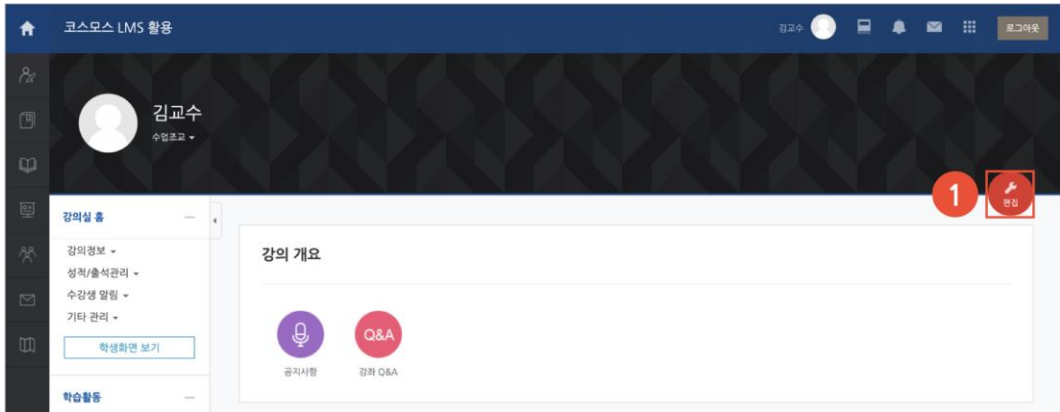 코스모스 LMS 활용
김교수
로그아웃
김교수
수업조교
1
편집
강의실 홈
강의정보
성적/출석관리
수강생 알림
기타 관리
학생화면 보기
학습활동
강의 개요
Q&A
공지사항
강좌 Q&A